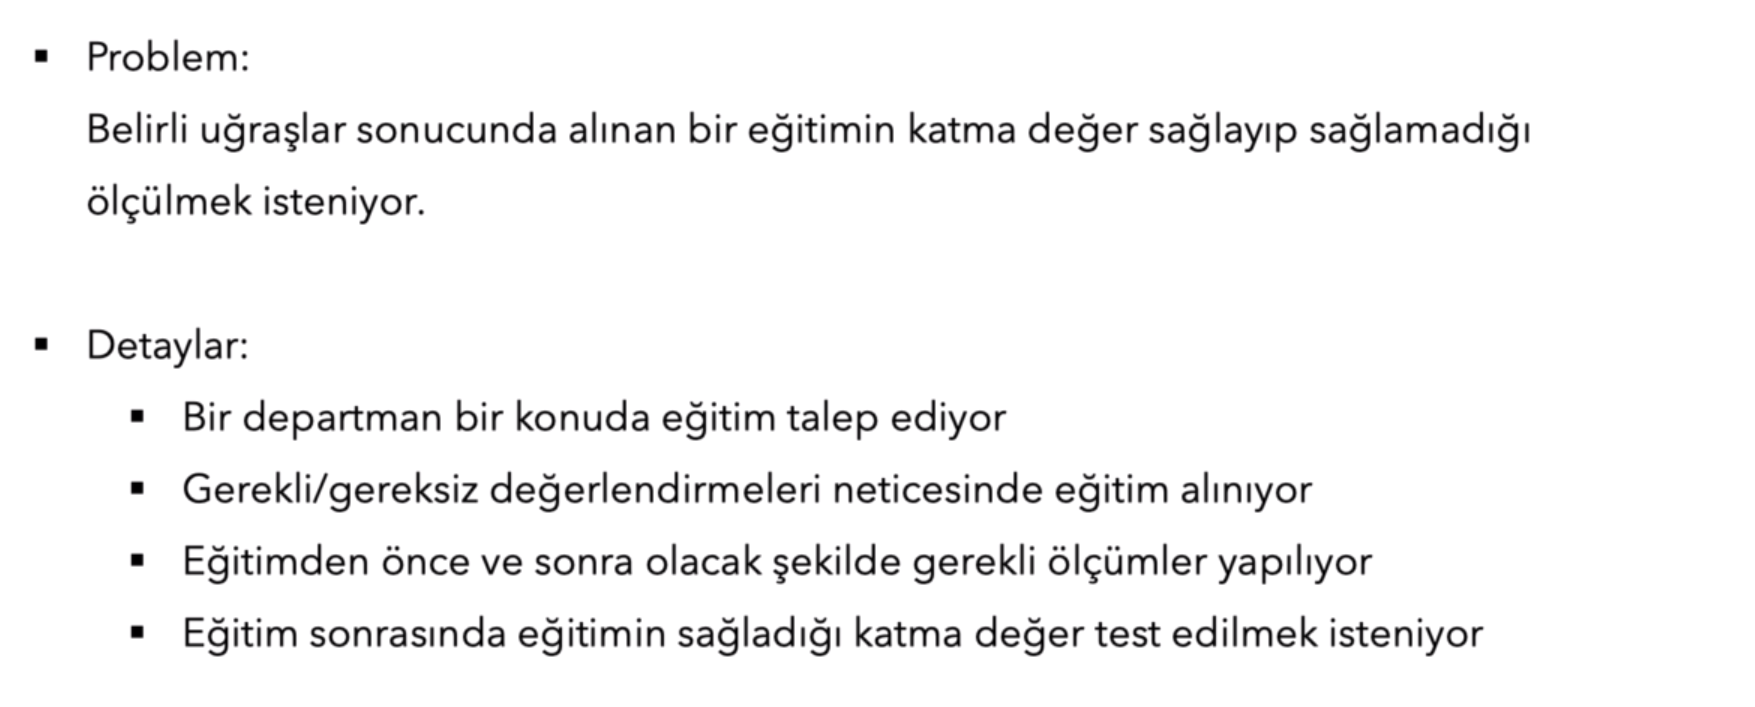 ▪ Problem:
Belirli uğraşlar sonucunda alınan bir eğitimin katma değer sağlayıp sağlamadığı
ölçülmek isteniyor.
▪ Detaylar:
▪ Bir departman bir konuda eğitim talep ediyor
▪ Gerekli/gereksiz değerlendirmeleri neticesinde eğitim alınıyor
▪ Eğitimden önce ve sonra olacak şekilde gerekli ölçümler yapılıyor
▪ Eğitim sonrasında eğitimin sağladığı katma değer test edilmek isteniyor